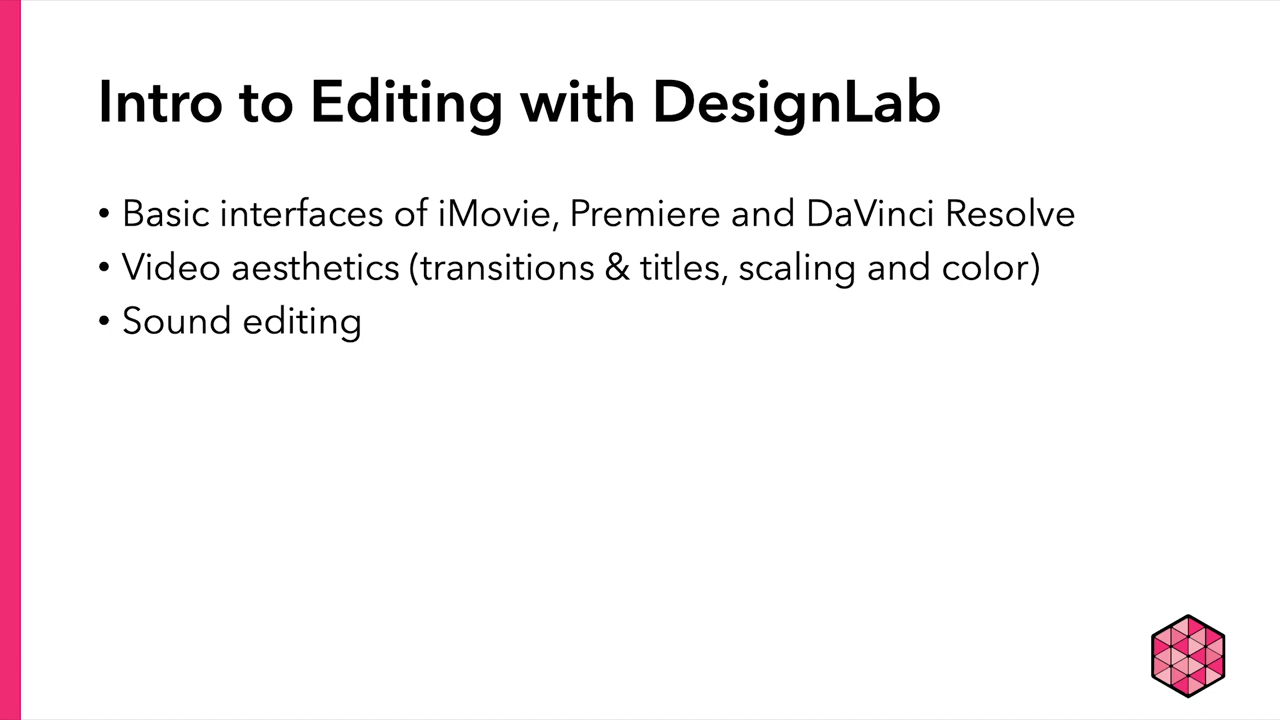 Intro to Editing with DesignLab
• Basic interfaces of iMovie, Premiere and DaVinci Resolve
• Video aesthetics (transitions & titles, scaling and color)
• Sound editing